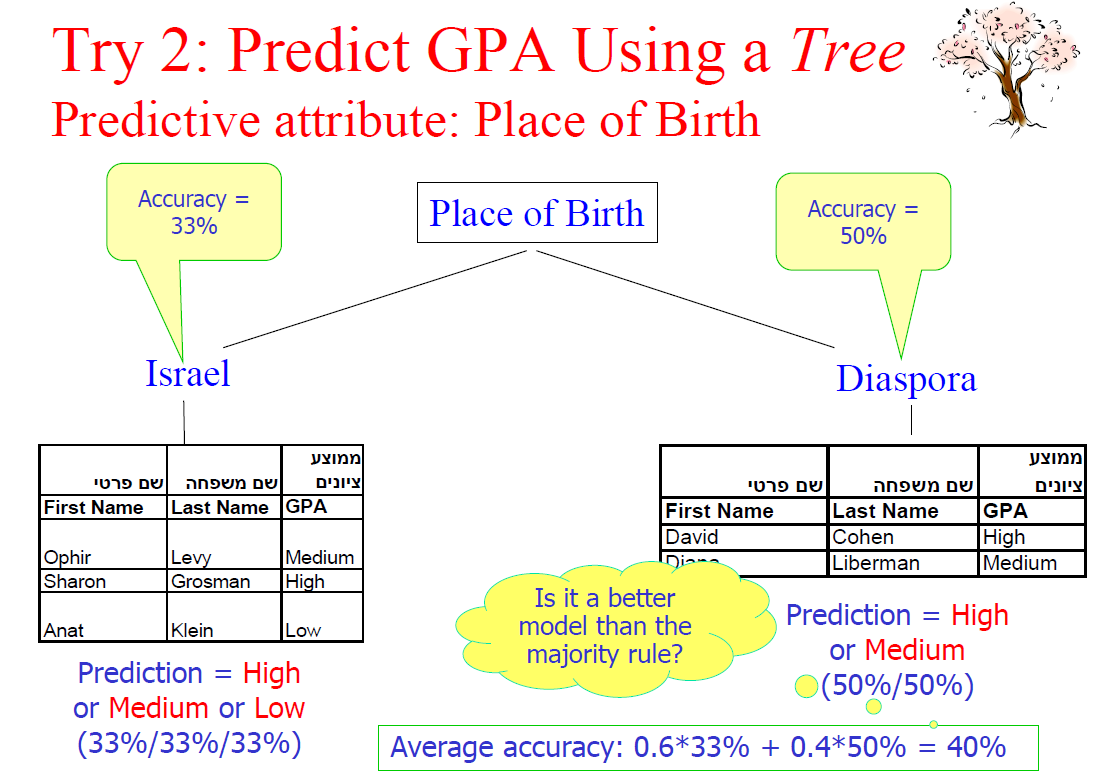 Try 2: Predict GPA Using a Tree
Predictive attribute: Place of Birth
Accuracy =
33%
Place of Birth
Accuracy =
50%
Israel
Diaspora
שם פרטי שם משפחה ממוצע
ציונים
First Name Last Name GPA
Ophir Levy Medium
Sharon Grosman High
Anat Klein Low
Prediction = High
or Medium or Low
(33%/33%/33%)
שם פרטי שם משפחה ממוצע
ציונים
First Name Last Name GPA
David Cohen High
Diana Liberman Medium
Is it a better
model than the
majority rule?
Prediction = High
or Medium
(50%/50%)
Average accuracy: 0.6*33% + 0.4*50% = 40%